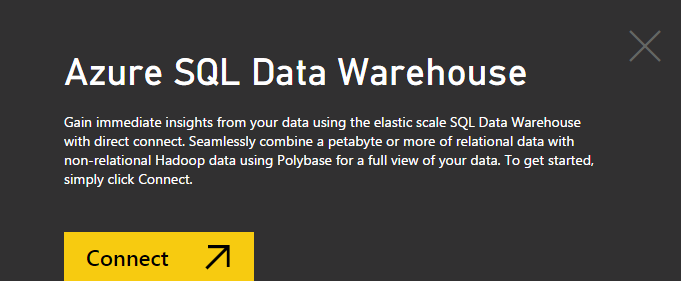 Azure SQL Data Warehouse
Gain immediate insights from your data using the elastic scale SQL Data Warehouse
with direct connect. Seamlessly combine a petabyte or more of relational data with
non-relational Hadoop data using Polybase for a full view of your data. To get started,
simply click Connect.
Connect